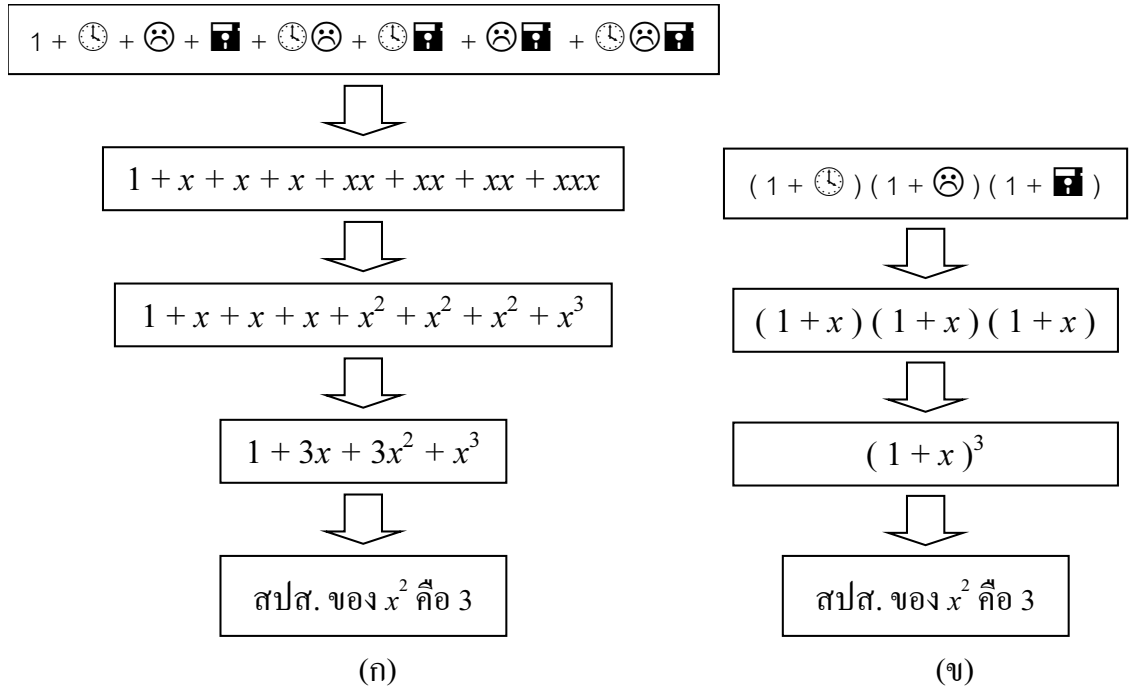 1 + 🕓 + ☹ + 🖬 + 🕓☹ + 🕓🖬 + ☹🖬 + 🕓☹🖬
1 + x + x + x + xx + xx + xx + xxx
1 + x + x + x + x² + x² + x² + x³
1 + 3x + 3x² + x³
สปส. ของ x² คือ 3
(ก)
( 1 + 🕓 ) ( 1 + ☹ ) ( 1 + 🖬 )
( 1 + x ) ( 1 + x ) ( 1 + x )
( 1 + x )³
สปส. ของ x² คือ 3
(ข)